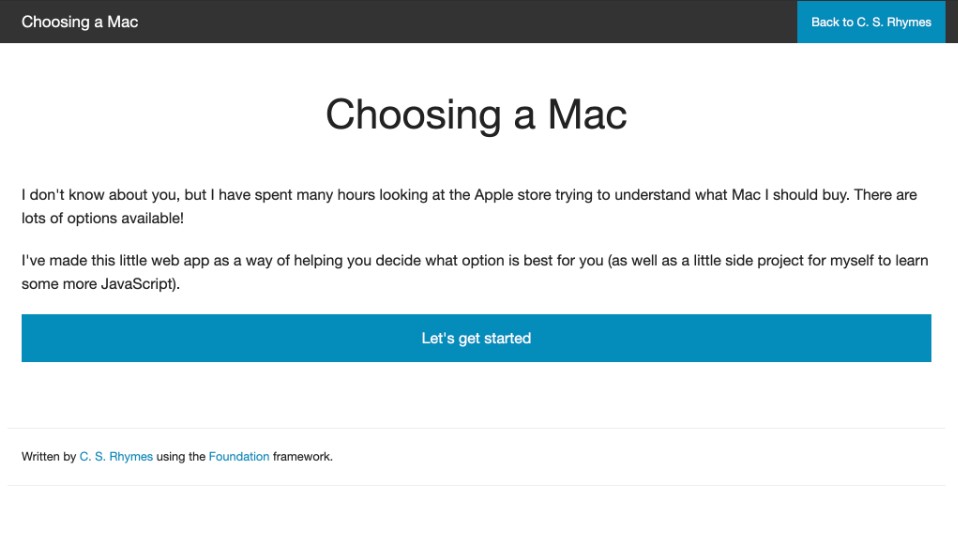 Choosing a Mac
Back to C. S. Rhymes
Choosing a Mac
I don't know about you, but I have spent many hours looking at the Apple store trying to understand what Mac I should buy. There are
lots of options available!
I've made this little web app as a way of helping you decide what option is best for you (as well as a little side project for myself to learn
some more JavaScript).
Let's get started
Written by C. S. Rhymes using the Foundation framework.